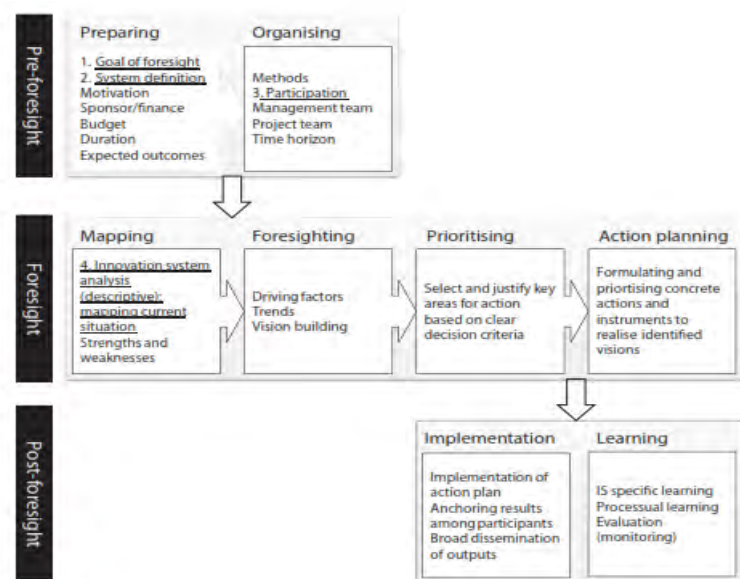 Pre-foresight
Preparing
1. Goal of foresight
2. System definition
Motivation
Sponsor/finance
Budget
Duration
Expected outcomes
Organising
Methods
3. Participation
Management team
Project team
Time horizon
Foresight
Mapping
4. Innovation system
analysis
(descriptive):
mapping current
situation
Strengths and
weaknesses
Foresighting
Driving factors
Trends
Vision building
Prioritising
Select and justify key
areas for action
based on clear
decision criteria
Action planning
Formulating and
prioritising concrete
actions and
instruments to
realise identified
visions
Post-foresight
Implementation
Implementation of
action plan
Anchoring results
among participants
Broad dissemination
of outputs
Learning
IS specific learning
Processual learning
Evaluation
(monitoring)